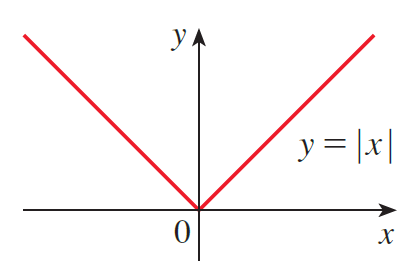 y
y = |x|
0
x